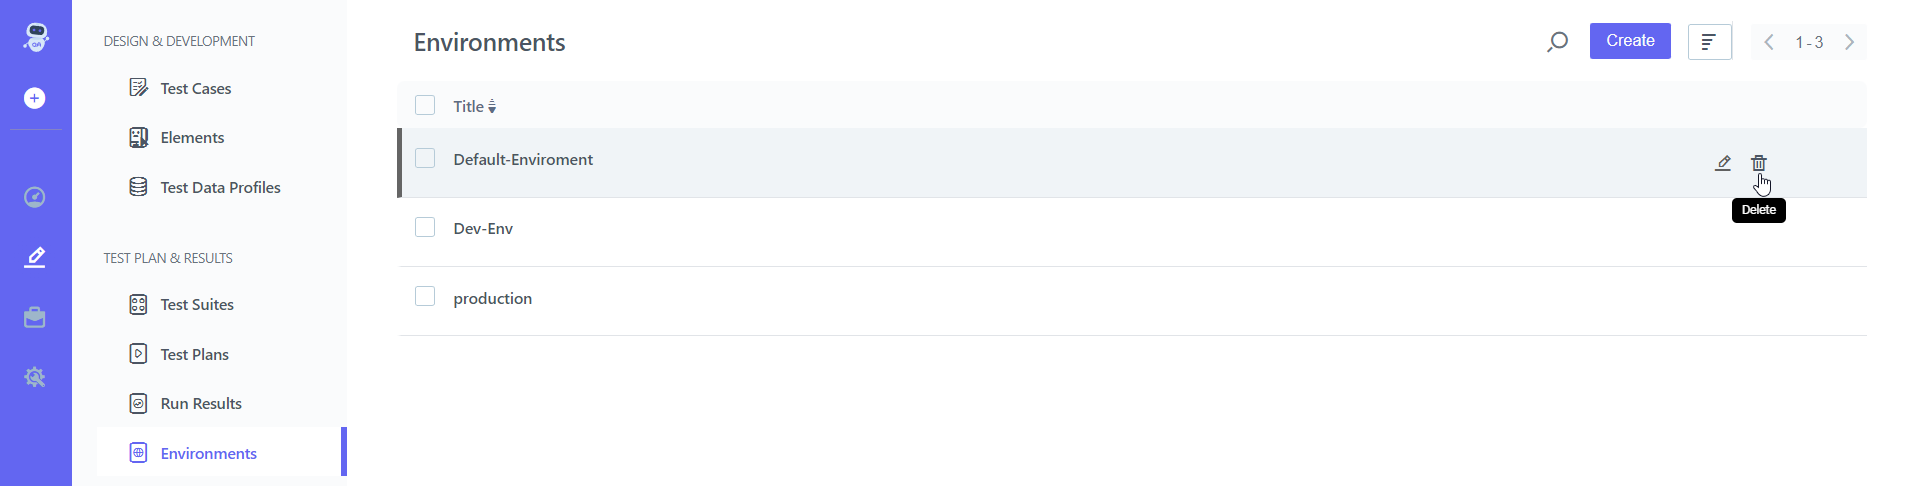 QA
DESIGN & DEVELOPMENT
Test Cases
Elements
Test Data Profiles
TEST PLAN & RESULTS
Test Suites
Test Plans
Run Results
Environments
Environments
Create
1 - 3
Title
Default-Enviroment
Delete
Dev-Env
production